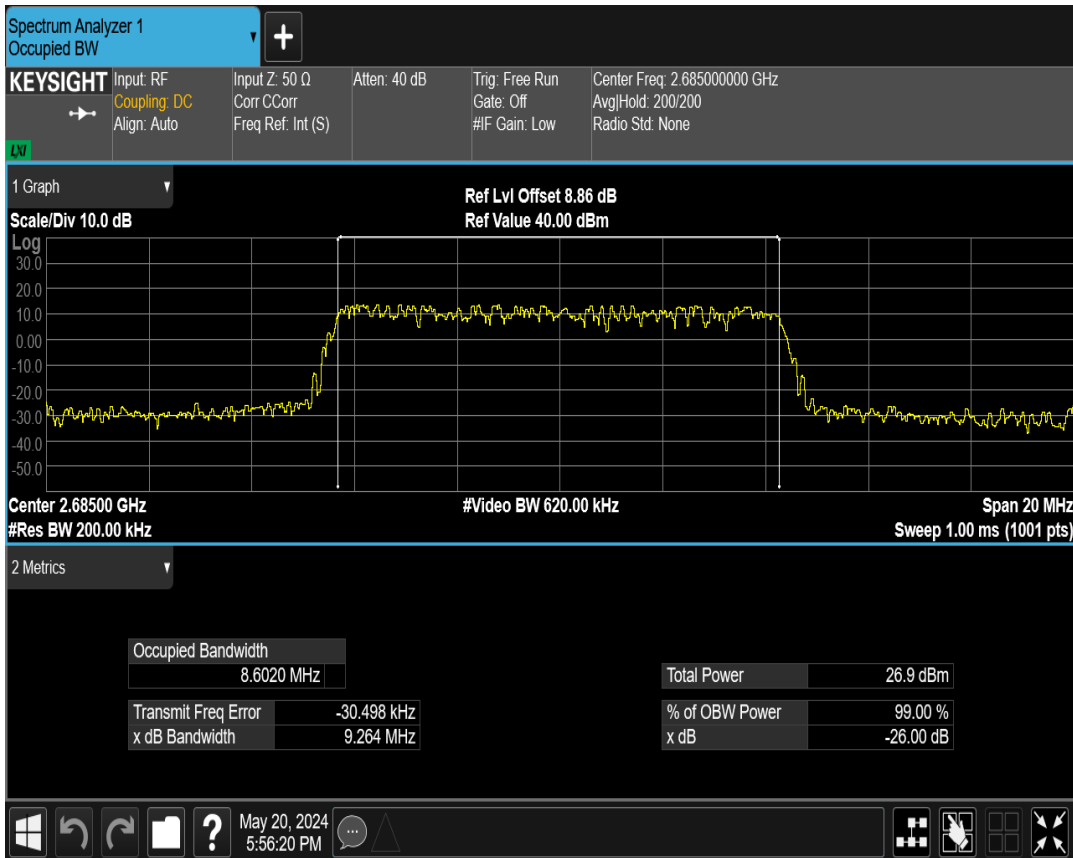 Spectrum Analyzer 1
Occupied BW
KEYSIGHT
LXI
Input: RF
Coupling: DC
Align: Auto
Input Z: 50 Ω
Corr CCorr
Freq Ref: Int (S)
Atten: 40 dB
Trig: Free Run
Gate: Off
#IF Gain: Low
Center Freq: 2.685000000 GHz
Avg|Hold: 200/200
Radio Std: None
1 Graph
Scale/Div 10.0 dB
Ref Lvl Offset 8.86 dB
Ref Value 40.00 dBm
Log
30.0
20.0
10.0
0.00
-10.0
-20.0
-30.0
-40.0
-50.0
Center 2.68500 GHz
#Video BW 620.00 kHz
Span 20 MHz
#Res BW 200.00 kHz
Sweep 1.00 ms (1001 pts)
2 Metrics
Occupied Bandwidth
8.6020 MHz
Total Power 26.9 dBm
Transmit Freq Error -30.498 kHz
% of OBW Power 99.00 %
x dB Bandwidth 9.264 MHz
x dB -26.00 dB
?
May 20, 2024
5:56:20 PM